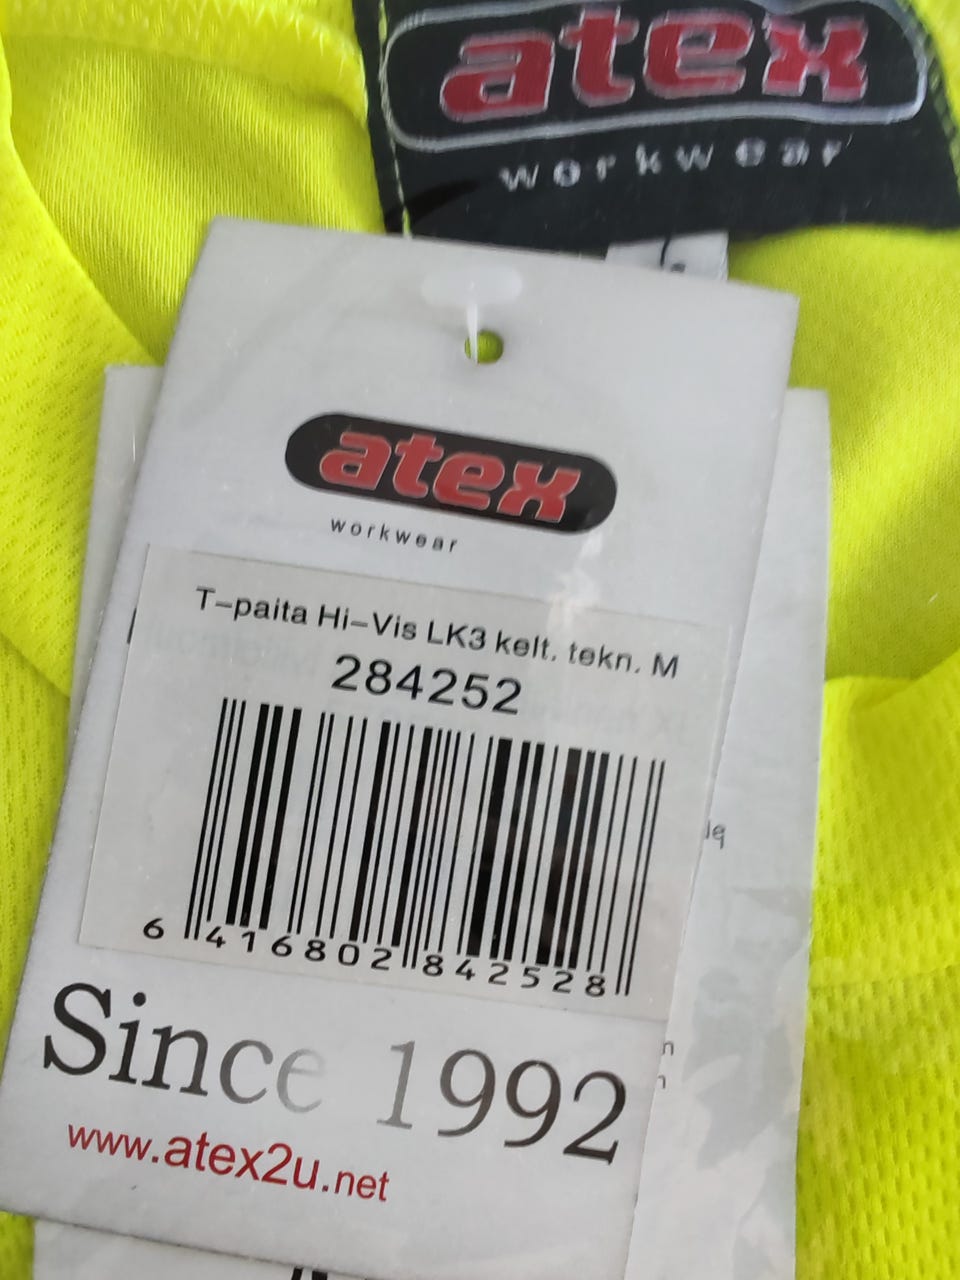 atex
workwear
atex
workwear
T-paita Hi-Vis LK3 kelt. tekn. M
284252
6 416802 842528
Since 1992
www.atex2u.net